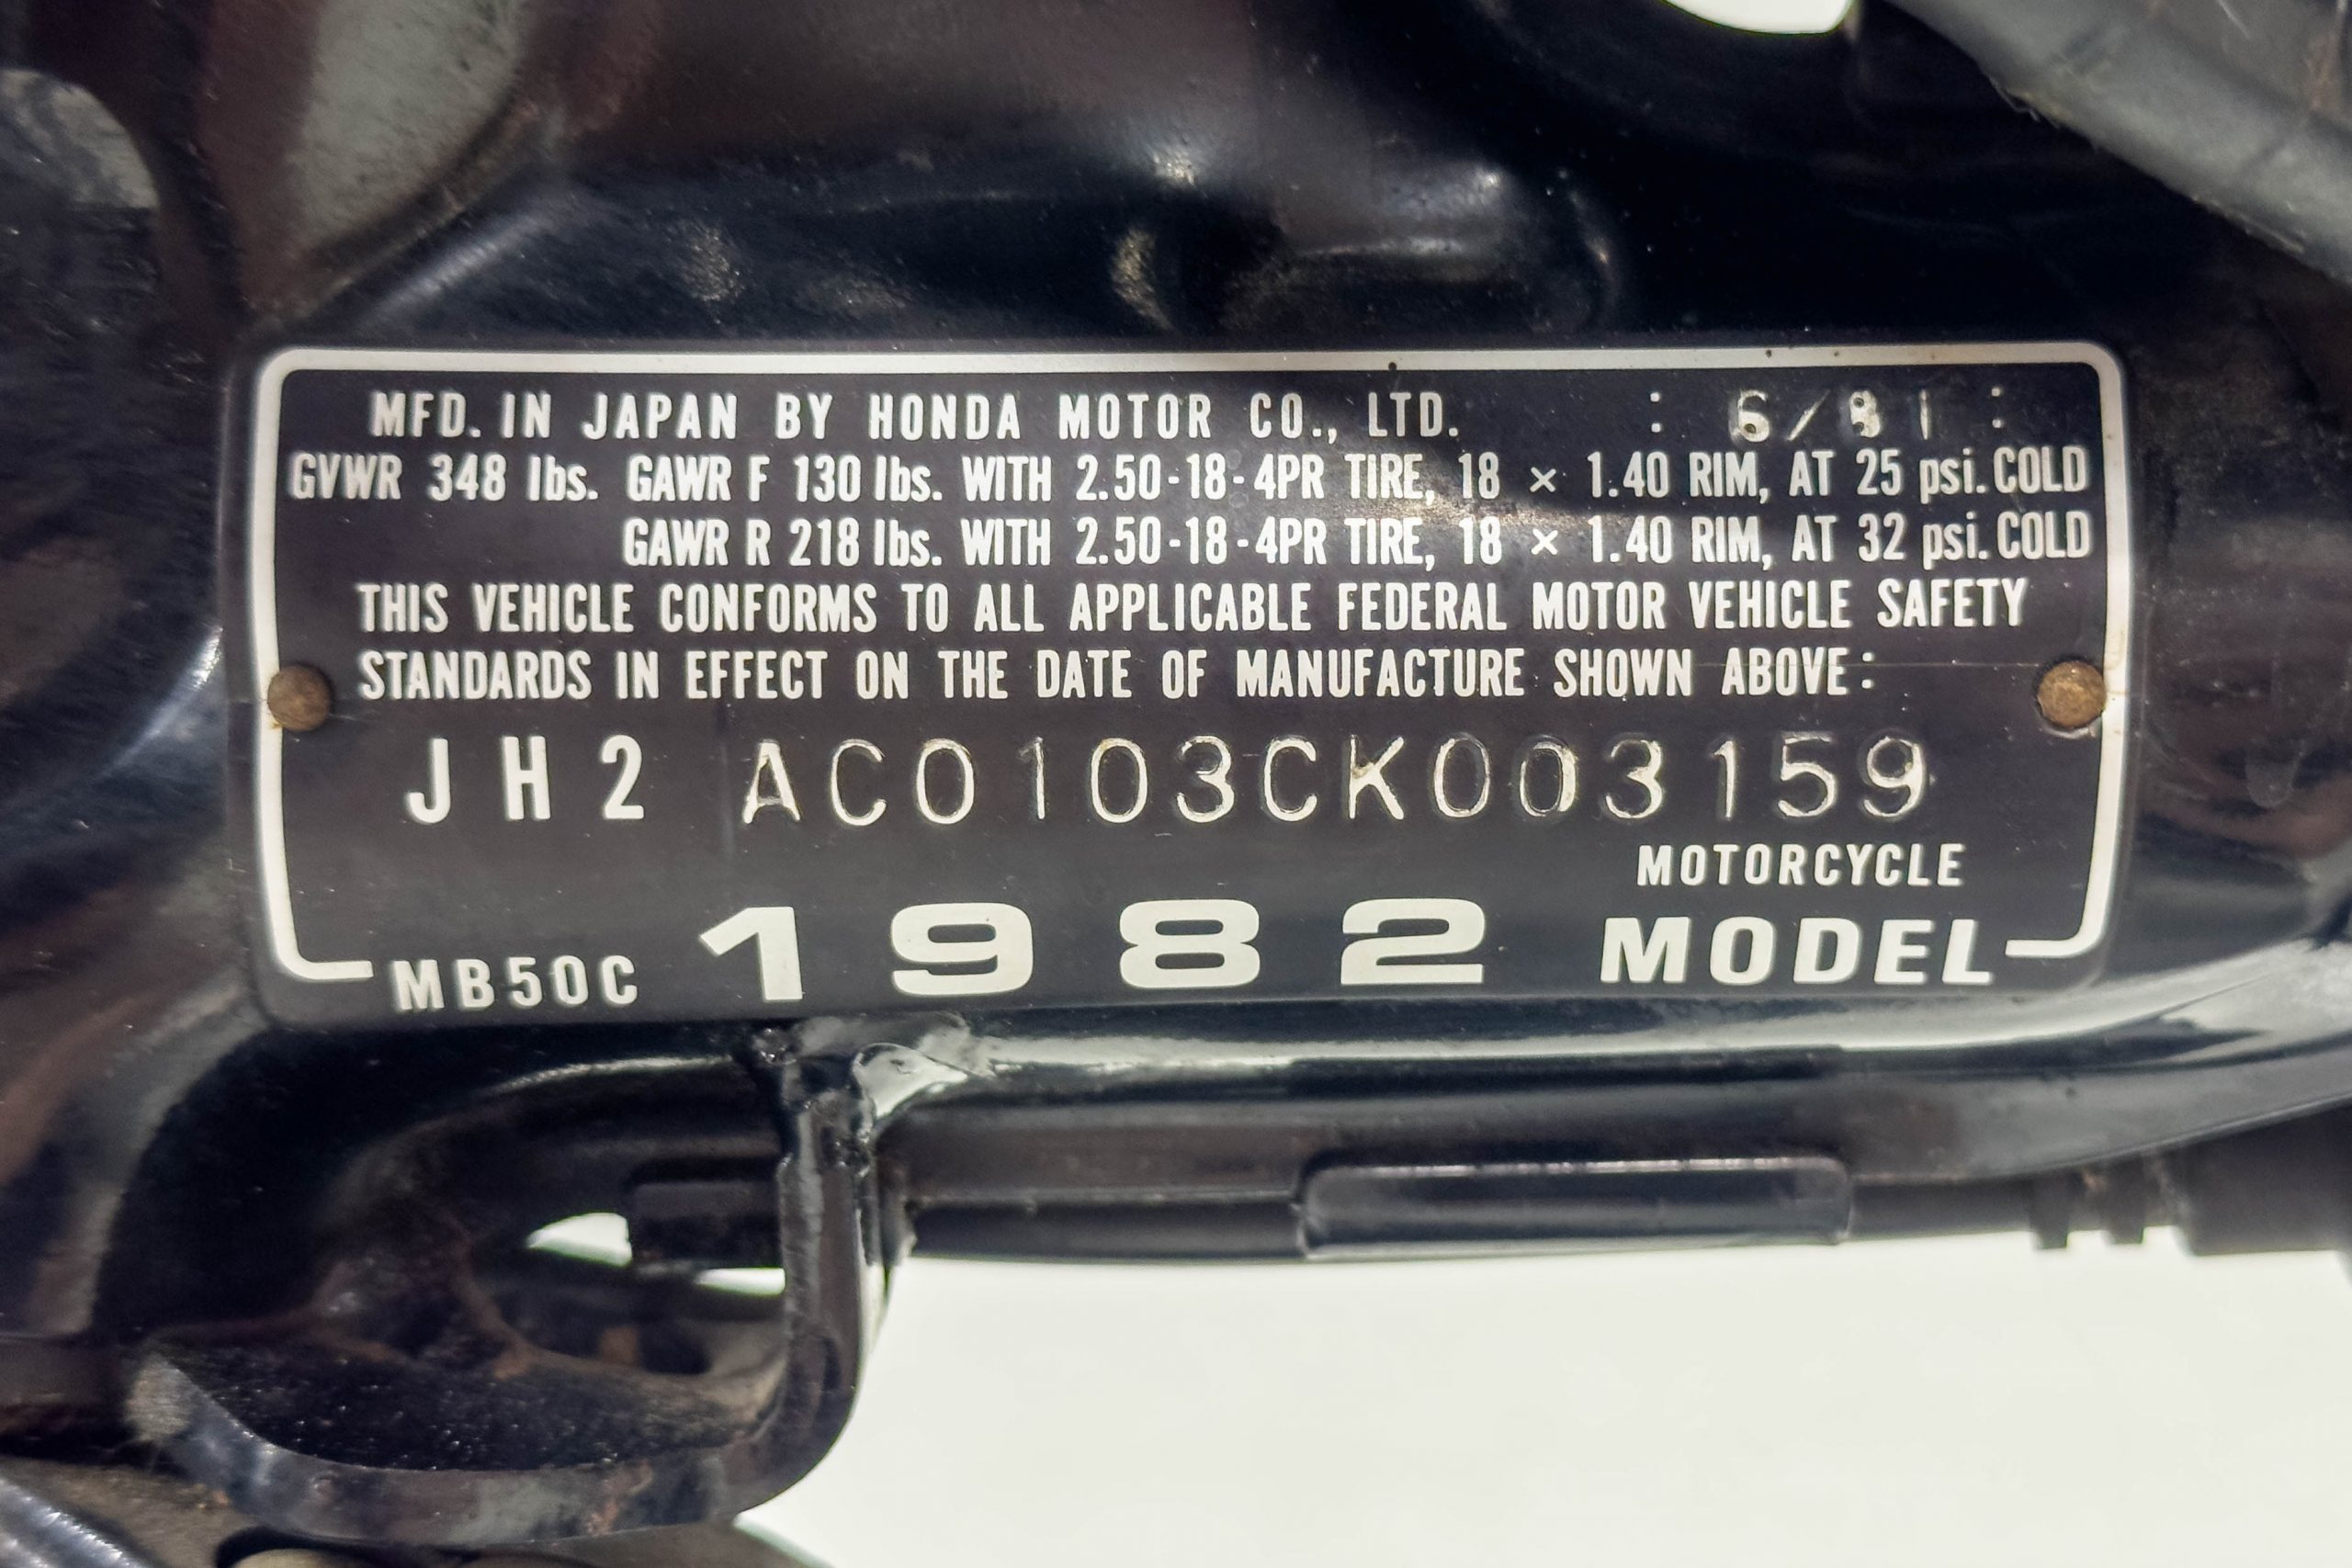 MFD. IN JAPAN BY HONDA MOTOR CO., LTD. : 6/81 :
GVWR 348 lbs. GAWR F 130 lbs. WITH 2.50-18-4PR TIRE, 18 × 1.40 RIM, AT 25 psi. COLD
GAWR R 218 lbs. WITH 2.50-18-4PR TIRE, 18 × 1.40 RIM, AT 32 psi. COLD
THIS VEHICLE CONFORMS TO ALL APPLICABLE FEDERAL MOTOR VEHICLE SAFETY
STANDARDS IN EFFECT ON THE DATE OF MANUFACTURE SHOWN ABOVE:
JH2 AC0103CK003159
MOTORCYCLE
MB50C 1982 MODEL